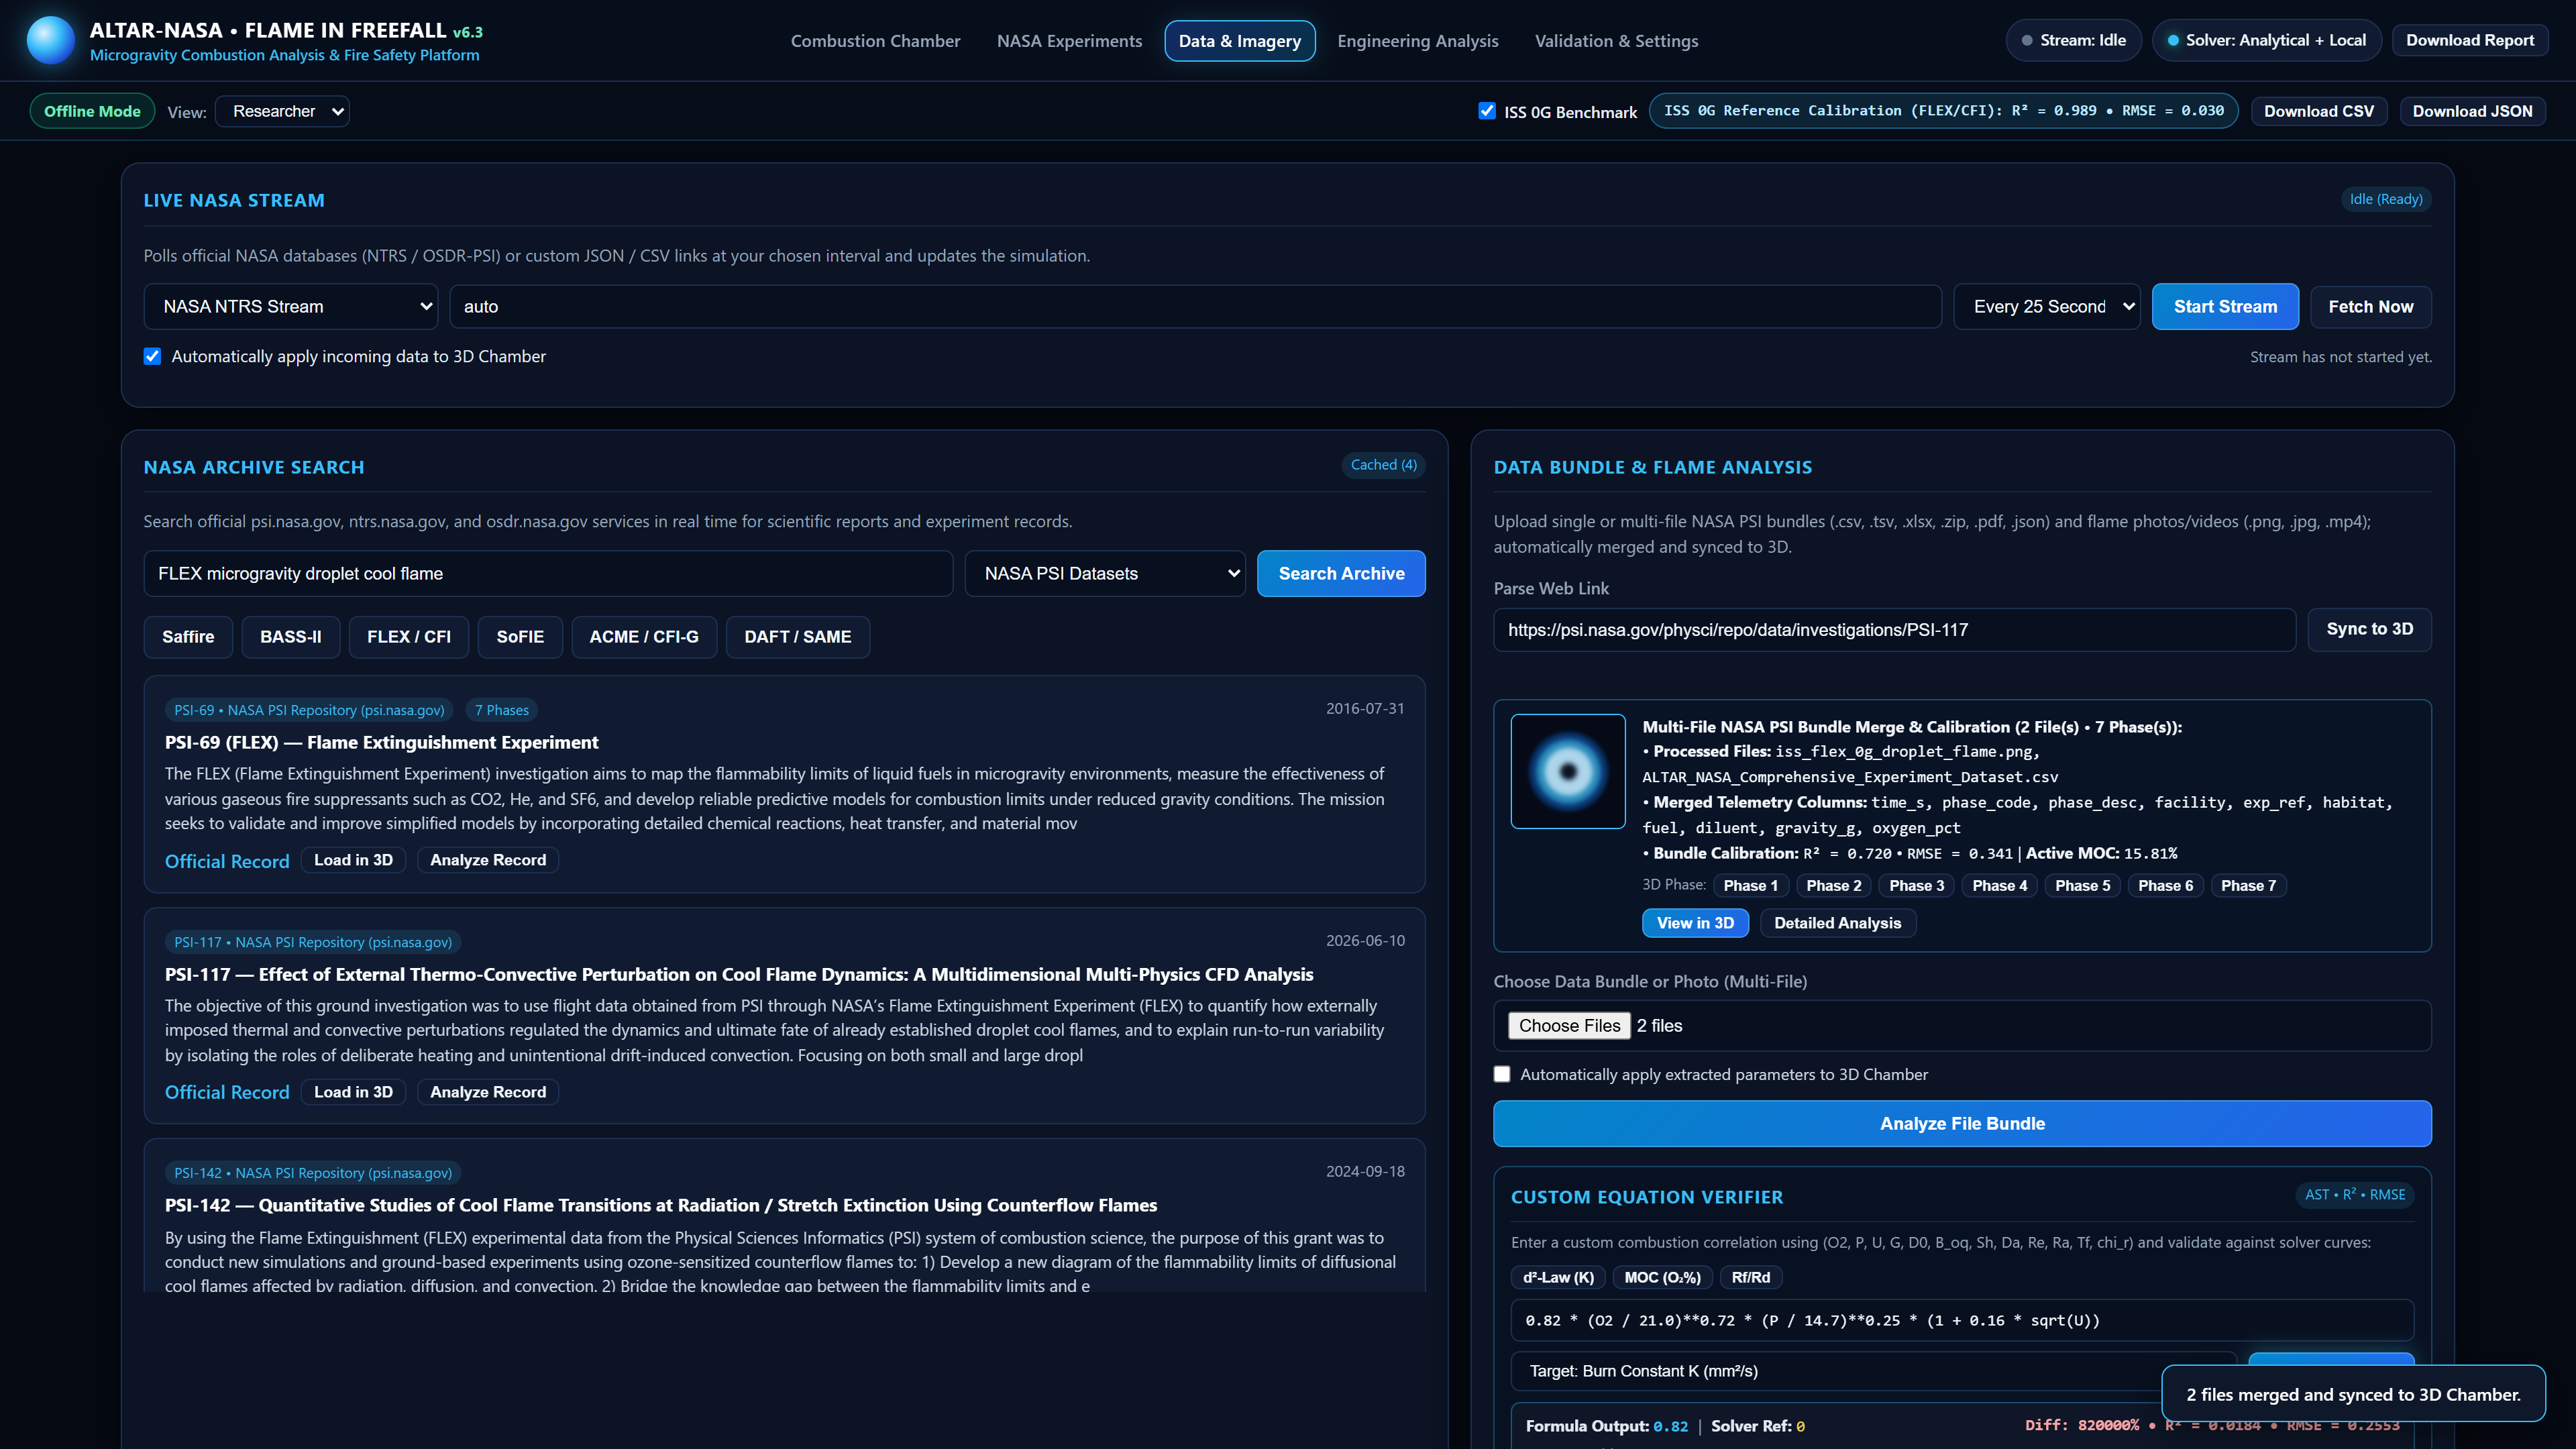 ALTAR-NASA • FLAME IN FREEFALL v6.3
Microgravity Combustion Analysis & Fire Safety Platform
Combustion Chamber
NASA Experiments
Data & Imagery
Engineering Analysis
Validation & Settings
Stream: Idle
Solver: Analytical + Local
Download Report
Offline Mode
View:
Researcher
ISS 0G Benchmark
ISS 0G Reference Calibration (FLEX/CFI): R² = 0.989 • RMSE = 0.030
Download CSV
Download JSON
LIVE NASA STREAM
Idle (Ready)
Polls official NASA databases (NTRS / OSDR-PSI) or custom JSON / CSV links at your chosen interval and updates the simulation.
NASA NTRS Stream
auto
Every 25 Second
Start Stream
Fetch Now
Automatically apply incoming data to 3D Chamber
Stream has not started yet.
NASA ARCHIVE SEARCH
Cached (4)
Search official psi.nasa.gov, ntrs.nasa.gov, and osdr.nasa.gov services in real time for scientific reports and experiment records.
FLEX microgravity droplet cool flame
NASA PSI Datasets
Search Archive
Saffire
BASS-II
FLEX / CFI
SoFIE
ACME / CFI-G
DAFT / SAME
PSI-69 • NASA PSI Repository (psi.nasa.gov)
7 Phases
2016-07-31
PSI-69 (FLEX) — Flame Extinguishment Experiment
The FLEX (Flame Extinguishment Experiment) investigation aims to map the flammability limits of liquid fuels in microgravity environments, measure the effectiveness of
various gaseous fire suppressants such as CO2, He, and SF6, and develop reliable predictive models for combustion limits under reduced gravity conditions. The mission
seeks to validate and improve simplified models by incorporating detailed chemical reactions, heat transfer, and material mov
Official Record
Load in 3D
Analyze Record
PSI-117 • NASA PSI Repository (psi.nasa.gov)
2026-06-10
PSI-117 — Effect of External Thermo-Convective Perturbation on Cool Flame Dynamics: A Multidimensional Multi-Physics CFD Analysis
The objective of this ground investigation was to use flight data obtained from PSI through NASA’s Flame Extinguishment Experiment (FLEX) to quantify how externally
imposed thermal and convective perturbations regulated the dynamics and ultimate fate of already established droplet cool flames, and to explain run-to-run variability
by isolating the roles of deliberate heating and unintentional drift-induced convection. Focusing on both small and large dropl
Official Record
Load in 3D
Analyze Record
PSI-142 • NASA PSI Repository (psi.nasa.gov)
2024-09-18
PSI-142 — Quantitative Studies of Cool Flame Transitions at Radiation / Stretch Extinction Using Counterflow Flames
By using the Flame Extinguishment (FLEX) experimental data from the Physical Sciences Informatics (PSI) system of combustion science, the purpose of this grant was to
conduct new simulations and ground-based experiments using ozone-sensitized counterflow flames to: 1) Develop a new diagram of the flammability limits of diffusional
cool flames affected by radiation, diffusion, and convection. 2) Bridge the knowledge gap between the flammability limits and e
DATA BUNDLE & FLAME ANALYSIS
Upload single or multi-file NASA PSI bundles (.csv, .tsv, .xlsx, .zip, .pdf, .json) and flame photos/videos (.png, .jpg, .mp4);
automatically merged and synced to 3D.
Parse Web Link
https://psi.nasa.gov/physci/repo/data/investigations/PSI-117
Sync to 3D
Multi-File NASA PSI Bundle Merge & Calibration (2 File(s) • 7 Phase(s)):
• Processed Files: iss_flex_0g_droplet_flame.png,
ALTAR_NASA_Comprehensive_Experiment_Dataset.csv
• Merged Telemetry Columns: time_s, phase_code, phase_desc, facility, exp_ref, habitat,
fuel, diluent, gravity_g, oxygen_pct
• Bundle Calibration: R² = 0.720 • RMSE = 0.341 | Active MOC: 15.81%
3D Phase:
Phase 1
Phase 2
Phase 3
Phase 4
Phase 5
Phase 6
Phase 7
View in 3D
Detailed Analysis
Choose Data Bundle or Photo (Multi-File)
Choose Files 2 files
Automatically apply extracted parameters to 3D Chamber
Analyze File Bundle
CUSTOM EQUATION VERIFIER
AST • R² • RMSE
Enter a custom combustion correlation using (O2, P, U, G, D0, B_oq, Sh, Da, Re, Ra, Tf, chi_r) and validate against solver curves:
d²-Law (K)
MOC (O₂%)
Rf/Rd
0.82 * (O2 / 21.0)**0.72 * (P / 14.7)**0.25 * (1 + 0.16 * sqrt(U))
Target: Burn Constant K (mm²/s)
2 files merged and synced to 3D Chamber.
Formula Output: 0.82 | Solver Ref: 0
Diff: 820000% • R² = 0.0184 • RMSE = 0.2553